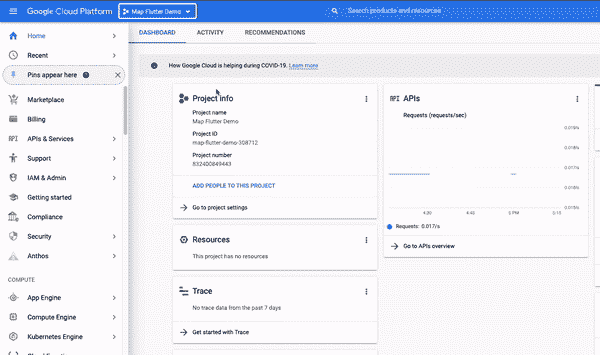 Google Cloud Platform
Map Flutter Demo
Search products and resources
Home
Recent
Pins appear here
Marketplace
Billing
APIs & Services
Support
IAM & Admin
Getting started
Compliance
Security
Anthos
COMPUTE
App Engine
Compute Engine
Kubernetes Engine
DASHBOARD
ACTIVITY
RECOMMENDATIONS
How Google Cloud is helping during COVID-19. Learn more
Project info
Project name
Map Flutter Demo
Project ID
map-flutter-demo-308712
Project number
832400849443
ADD PEOPLE TO THIS PROJECT
Go to project settings
Resources
This project has no resources
Trace
No trace data from the past 7 days
Get started with Trace
RPI APIs
Requests (requests/sec)
0.019/s
0.018/s
0.017/s
0.016/s
0.015/s
4:30
4:45
5 PM
5:15
Requests: 0.017/s
Go to APIs overview